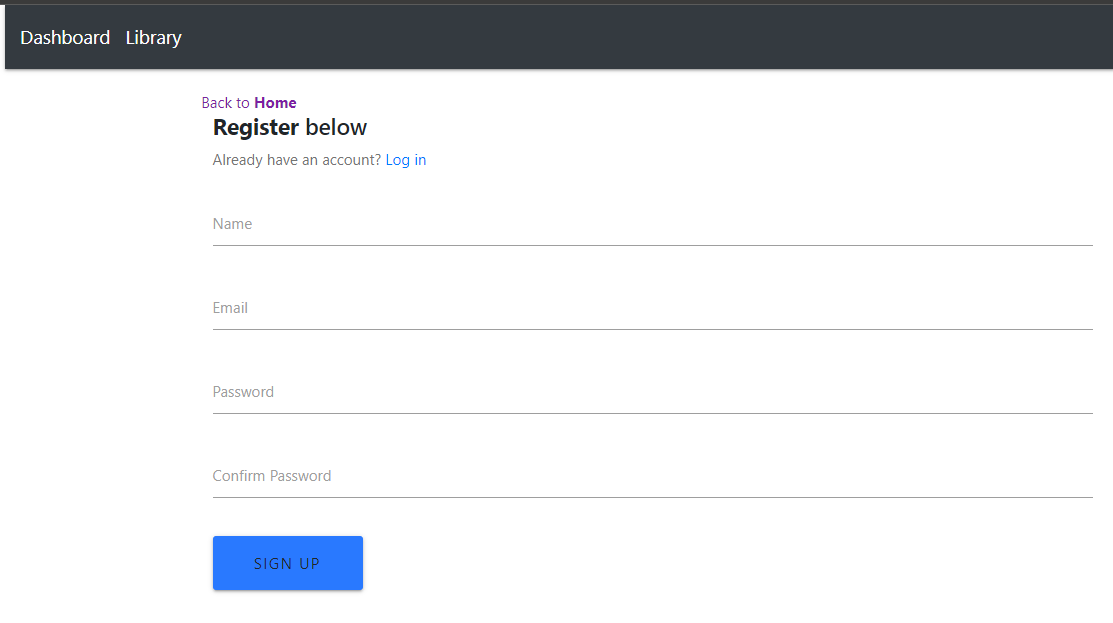 Dashboard Library
Back to Home
Register below
Already have an account? Log in
Name
Email
Password
Confirm Password
SIGN UP